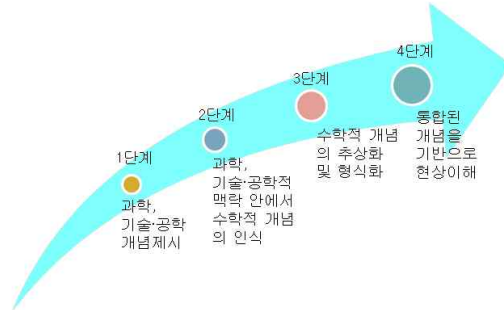 1단계
과학,
기술·공학
개념제시
2단계
과학,
기술·공학적
맥락 안에서
수학적 개념
의 인식
3단계
수학적 개념
의 추상화
및 형식화
4단계
통합된
개념을
기반으로
현상이해